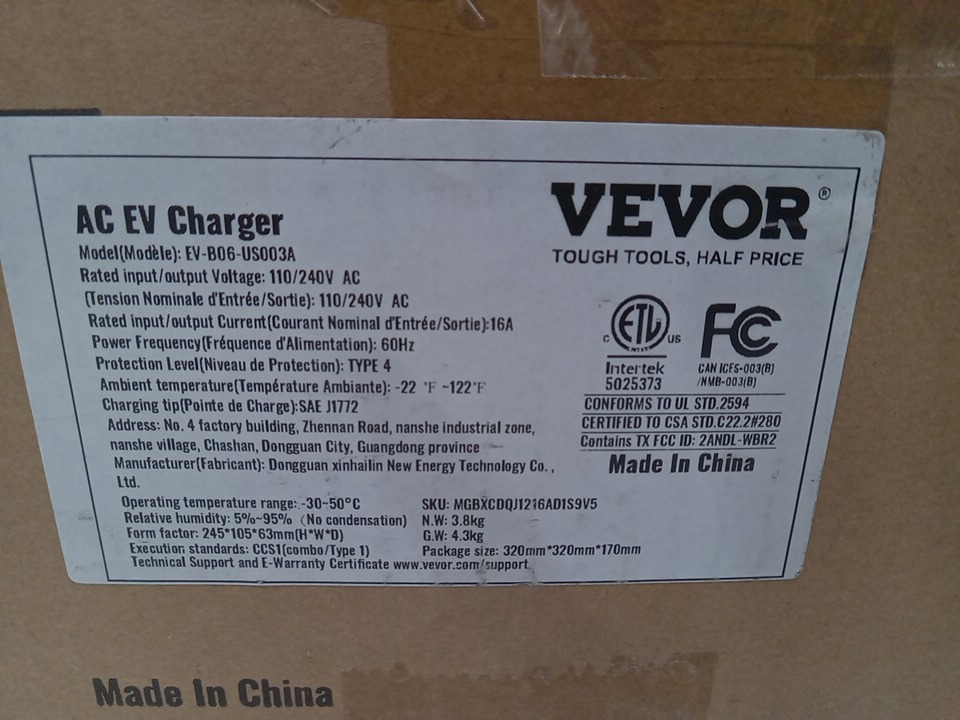 AC EV Charger
Model(Modèle): EV-B06-US003A
Rated input/output Voltage: 110/240V AC
(Tension Nominale d'Entrée/Sortie): 110/240V AC
Rated input/output Current(Courant Nominal d'Entrée/Sortie):16A
Power Frequency(Fréquence d'Alimentation): 60Hz
Protection Level(Niveau de Protection): TYPE 4
Ambient temperature(Température Ambiante): -22 °F ~122°F
Charging tip(Pointe de Charge):SAE J1772
Address: No. 4 factory building, Zhennan Road, nanshe industrial zone,
nanshe village, Chashan, Dongguan City, Guangdong province
Manufacturer(Fabricant): Dongguan xinhailin New Energy Technology Co.,
Ltd.
Operating temperature range: -30~50°C
Relative humidity: 5%~95% (No condensation)
Form factor: 245*105*63mm(H*W*D)
Execution standards: CCS1(combo/Type 1)
Technical Support and E-Warranty Certificate www.vevor.com/support
SKU: MGBXCDQJ1216AD1S9V5
N.W: 3.8kg
G.W: 4.3kg
Package size: 320mm*320mm*170mm
VEVOR®
TOUGH TOOLS, HALF PRICE
C ETL US
Intertek
5025373
FC
CAN ICES-003(B)
/NMB-003(B)
CONFORMS TO UL STD.2594
CERTIFIED TO CSA STD.C22.2#280
Contains TX FCC ID: 2ANDL-WBR2
Made In China
Made In China